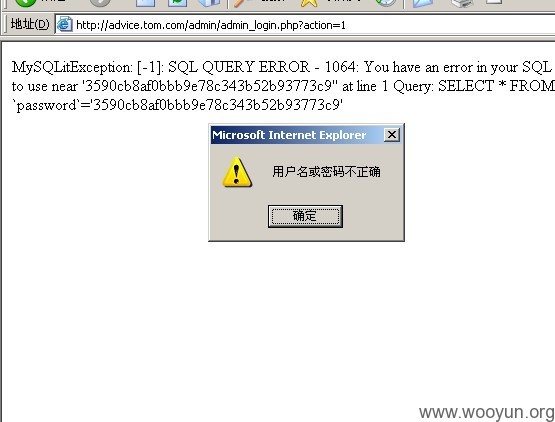 地址(D) http://advice.tom.com/admin/admin_login.php?action=1
MySQLitException: [-1]: SQL QUERY ERROR - 1064: You have an error in your SQL
to use near '3590cb8af0bbb9e78c343b52b93773c9'' at line 1 Query: SELECT * FROM
`password`='3590cb8af0bbb9e78c343b52b93773c9'
Microsoft Internet Explorer
用户名或密码不正确
确定
www.wooyun.org